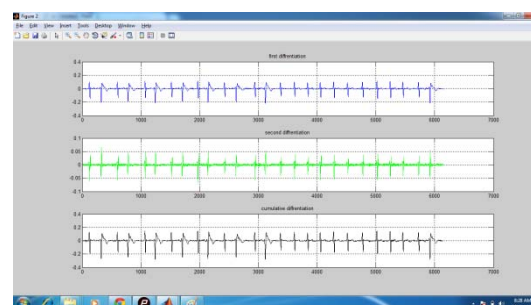 Figure 2
File Edit View Insert Tools Desktop Window Help
first diffrentation
0.4
0.2
0
-0.2
-0.4
0 1000 2000 3000 4000 5000 6000 7000
second diffrentation
0.1
0.05
0
-0.05
-0.1
0 1000 2000 3000 4000 5000 6000 7000
cumulative diffrentation
0.4
0.2
0
-0.2
-0.4
0 1000 2000 3000 4000 5000 6000 7000